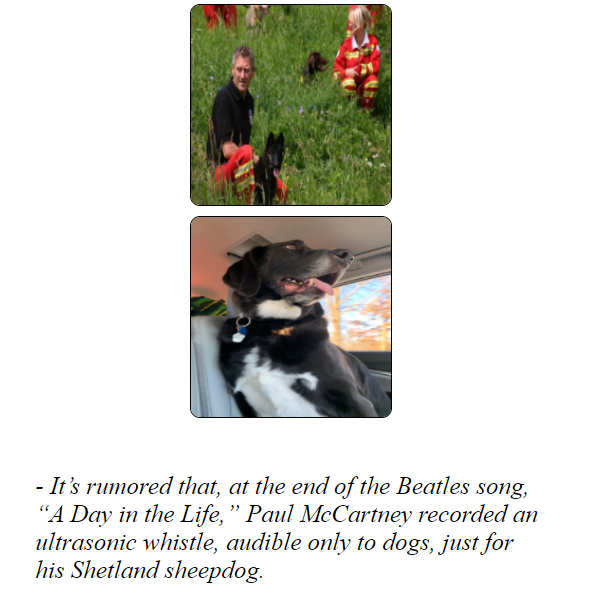 - It’s rumored that, at the end of the Beatles song,
“A Day in the Life,” Paul McCartney recorded an
ultrasonic whistle, audible only to dogs, just for
his Shetland sheepdog.